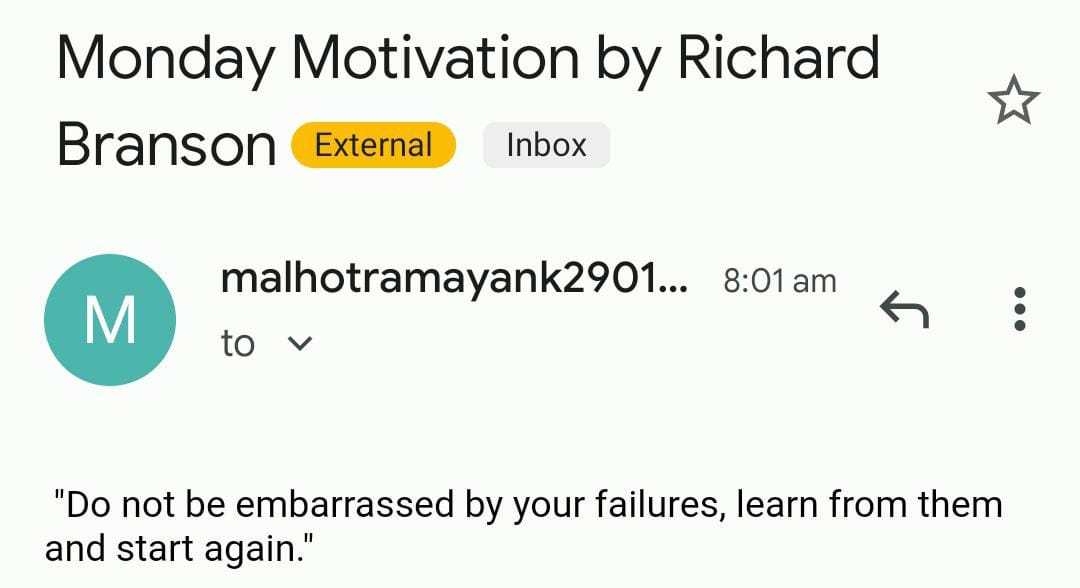 Monday Motivation by Richard
Branson External Inbox
M
malhotramayank2901... 8:01 am
to
"Do not be embarrassed by your failures, learn from them
and start again."